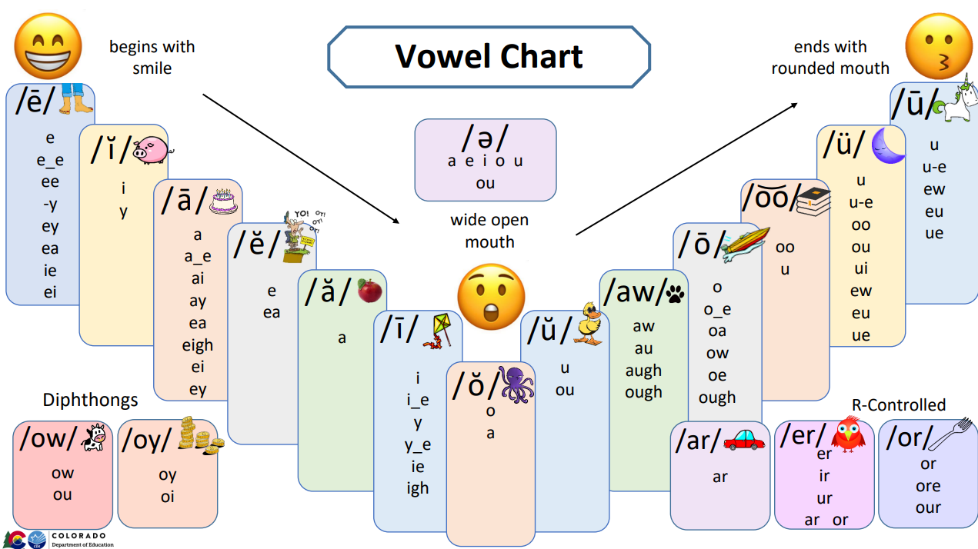 Vowel Chart
begins with
smile
ends with
rounded mouth
wide open
mouth
/ē/
e
e_e
ee
-y
ey
ea
ie
ei
/ĭ/
i
y
/ā/
a
a_e
ai
ay
ea
eigh
ei
ey
/ĕ/
e
ea
/ă/
a
/ī/
i
i_e
y
y_e
ie
igh
/ŏ/
o
a
/ə/
a e i o u
ou
/ŭ/
u
ou
/aw/
aw
au
augh
ough
/ō/
o
o_e
oa
ow
oe
ough
/o͝o/
oo
u
/ü/
u
u-e
oo
ou
ui
ew
eu
ue
/ū/
u
u-e
ew
eu
ue
Diphthongs
/ow/
ow
ou
/oy/
oy
oi
R-Controlled
/ar/
ar
/er/
er
ir
ur
ar or
/or/
or
ore
our
YO!
COLORADO
Department of Education